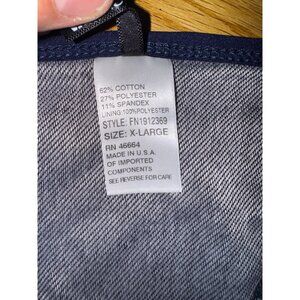 62% COTTON
27% POLYESTER
11% SPANDEX
LINING:100%POLYESTER
STYLE: FN1912369
SIZE: X-LARGE
RN 46664
MADE IN U.S.A.
OF IMPORTED
COMPONENTS
SEE REVERSE FOR CARE